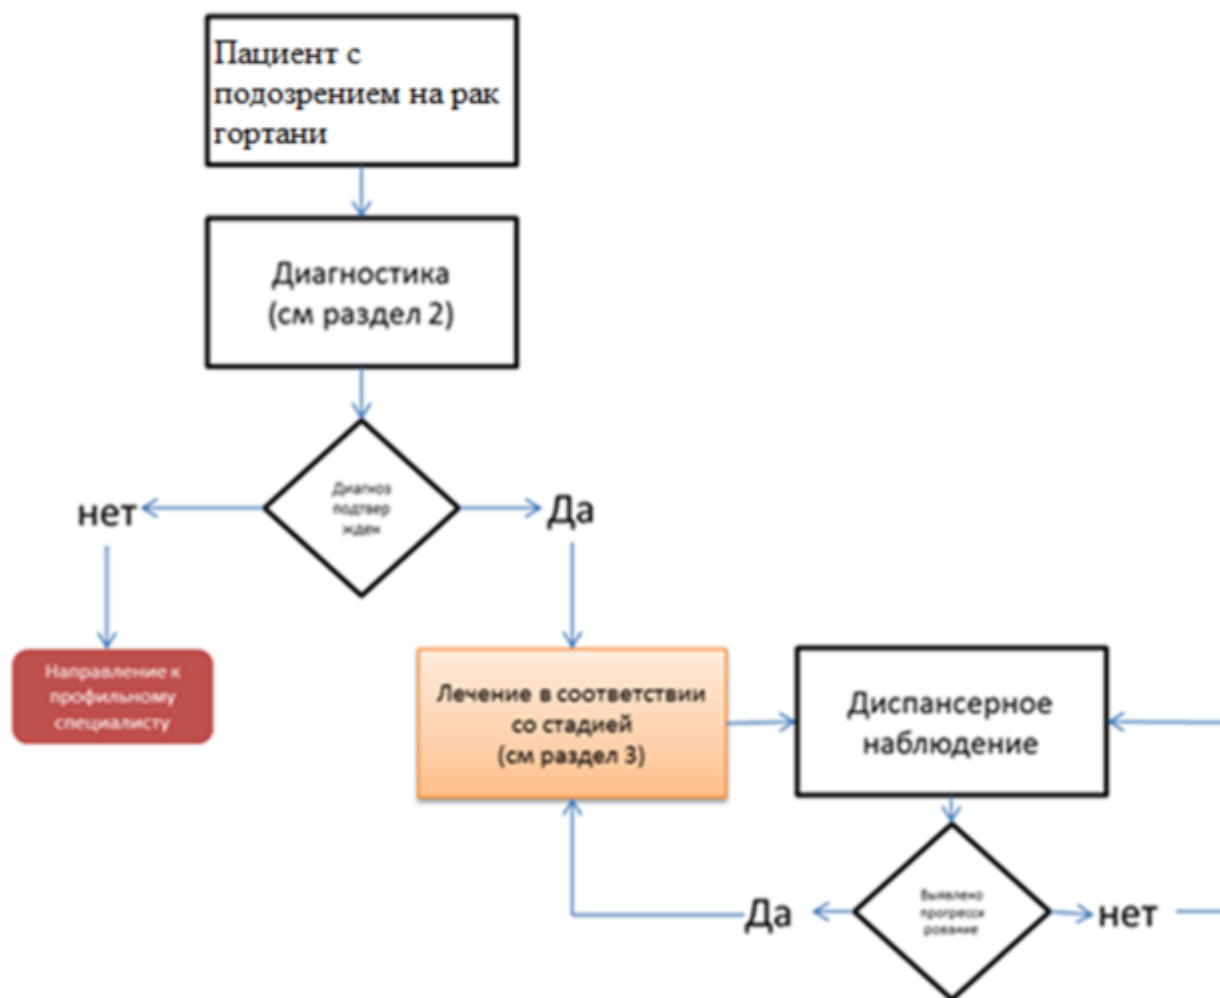 Пациент с
подозрением на рак
гортани
Диагностика
(см раздел 2)
Диагноз
подтвер
жден
нет
Да
Направление к
профильному
специалисту
Лечение в соответствии
со стадией
(см раздел 3)
Диспансерное
наблюдение
Выявлено
прогресси
рование
Да
нет